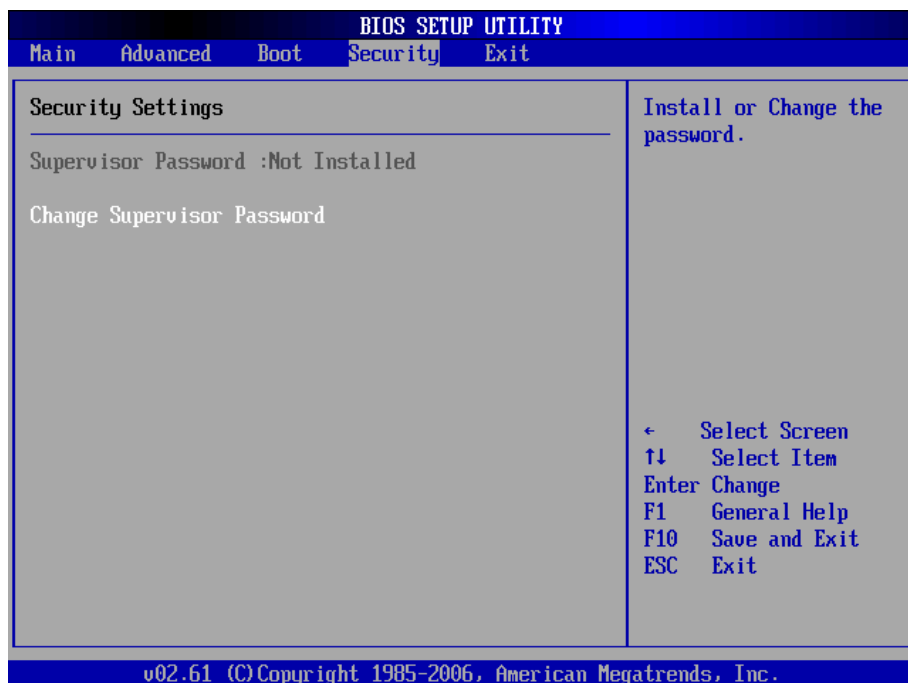 BIOS SETUP UTILITY
Main Advanced Boot Security Exit
Security Settings
Supervisor Password :Not Installed
Change Supervisor Password
Install or Change the
password.
← Select Screen
↑↓ Select Item
Enter Change
F1 General Help
F10 Save and Exit
ESC Exit
v02.61 (C)Copyright 1985-2006, American Megatrends, Inc.